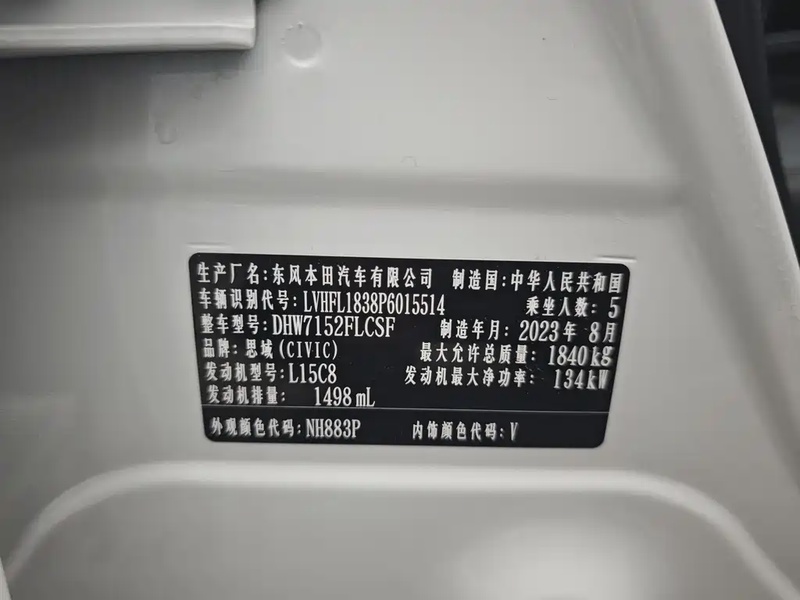 生产厂名:东风本田汽车有限公司 制造国:中华人民共和国
车辆识别代号:LVHFL1838P6015514 乘坐人数:5
整车型号:DHW7152FLCSF 制造年月:2023年 8月
品牌:思域(CIVIC) 最大允许总质量:1840kg
发动机型号:L15C8 发动机最大净功率:134kW
发动机排量: 1498mL
外观颜色代码:NH883P 内饰颜色代码:V